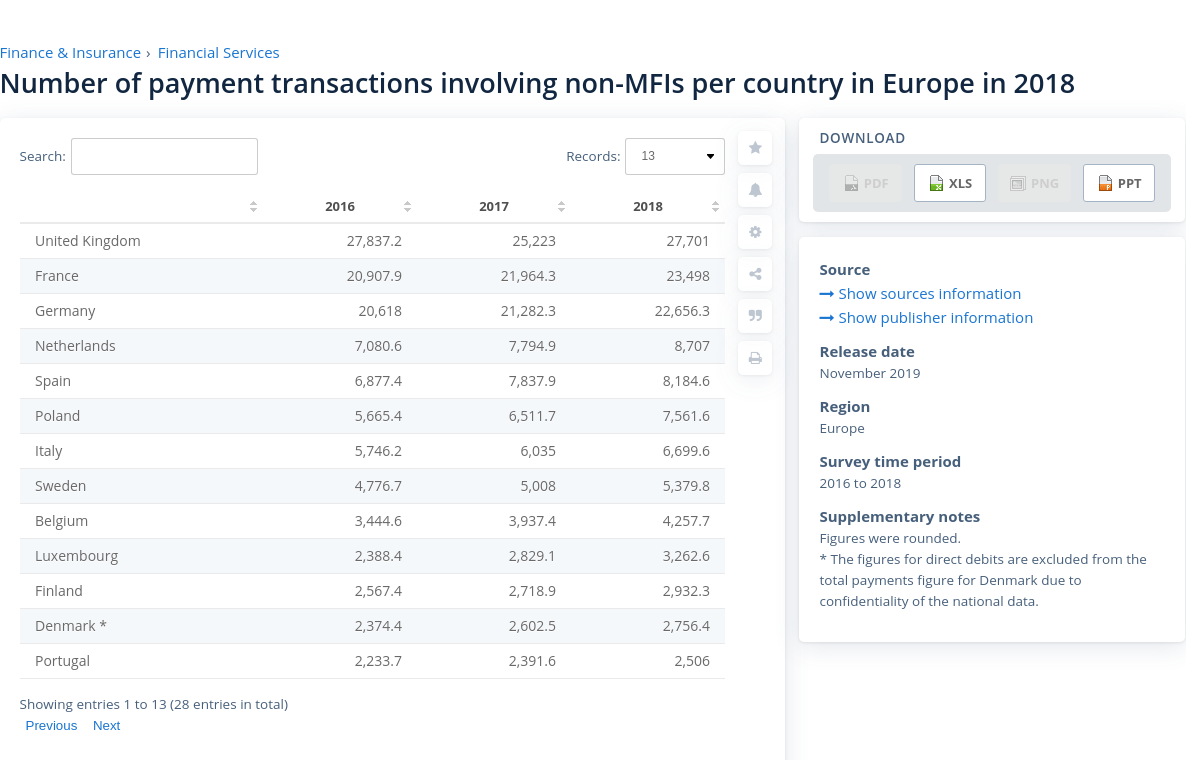 Finance & Insurance › Financial Services
Number of payment transactions involving non-MFIs per country in Europe in 2018
Search:
Records: 13
2016 2017 2018
United Kingdom 27,837.2 25,223 27,701
France 20,907.9 21,964.3 23,498
Germany 20,618 21,282.3 22,656.3
Netherlands 7,080.6 7,794.9 8,707
Spain 6,877.4 7,837.9 8,184.6
Poland 5,665.4 6,511.7 7,561.6
Italy 5,746.2 6,035 6,699.6
Sweden 4,776.7 5,008 5,379.8
Belgium 3,444.6 3,937.4 4,257.7
Luxembourg 2,388.4 2,829.1 3,262.6
Finland 2,567.4 2,718.9 2,932.3
Denmark * 2,374.4 2,602.5 2,756.4
Portugal 2,233.7 2,391.6 2,506
Showing entries 1 to 13 (28 entries in total)
Previous Next
DOWNLOAD
PDF XLS PNG PPT
Source
Show sources information
Show publisher information
Release date
November 2019
Region
Europe
Survey time period
2016 to 2018
Supplementary notes
Figures were rounded.
* The figures for direct debits are excluded from the
total payments figure for Denmark due to
confidentiality of the national data.